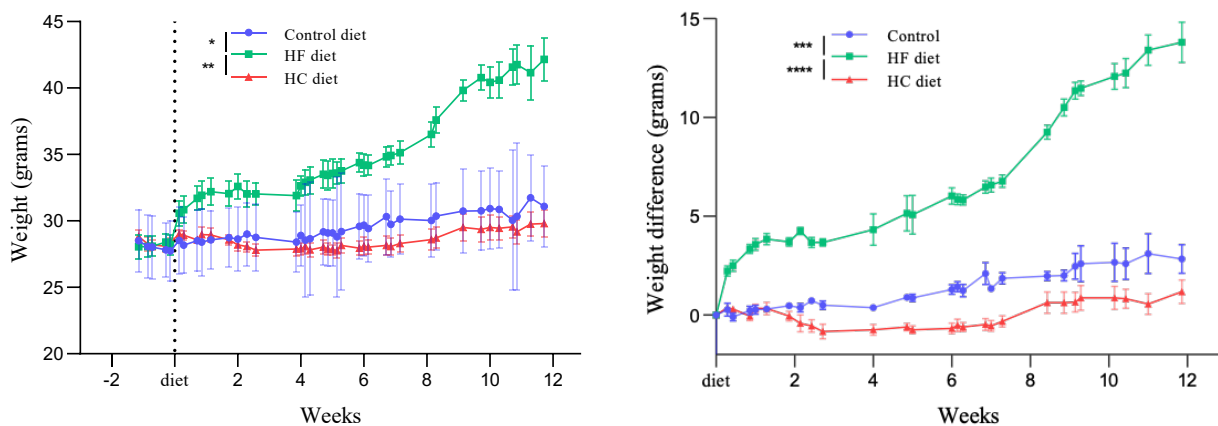 45
40
35
30
25
20
Weight (grams)
* Control diet
HF diet
** HC diet
-2 diet 2 4 6 8 10 12
Weeks
15
10
5
0
Weight difference (grams)
*** Control
HF diet
**** HC diet
diet 2 4 6 8 10 12
Weeks